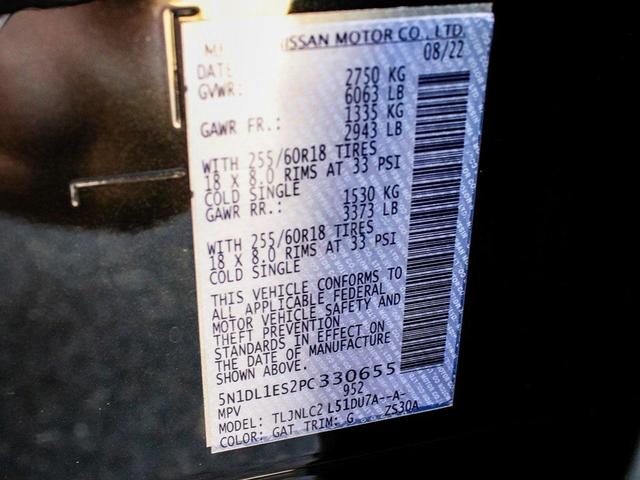 NISSAN MOTOR CO., LTD.
DATE 08/22
GVWR: 2750 KG
6063 LB
GAWR FR.: 1335 KG
2943 LB
WITH 255/60R18 TIRES
18 X 8.0 RIMS AT 33 PSI
COLD SINGLE
GAWR RR.: 1530 KG
3373 LB
WITH 255/60R18 TIRES
18 X 8.0 RIMS AT 33 PSI
COLD SINGLE
THIS VEHICLE CONFORMS TO
ALL APPLICABLE FEDERAL
MOTOR VEHICLE SAFETY AND
THEFT PREVENTION
STANDARDS IN EFFECT ON
THE DATE OF MANUFACTURE
SHOWN ABOVE.
5N1DL1ES2PC330655
MPV 952
MODEL: TLJNLC2 L51DU7A--A-
COLOR: GAT TRIM: G ZS30A